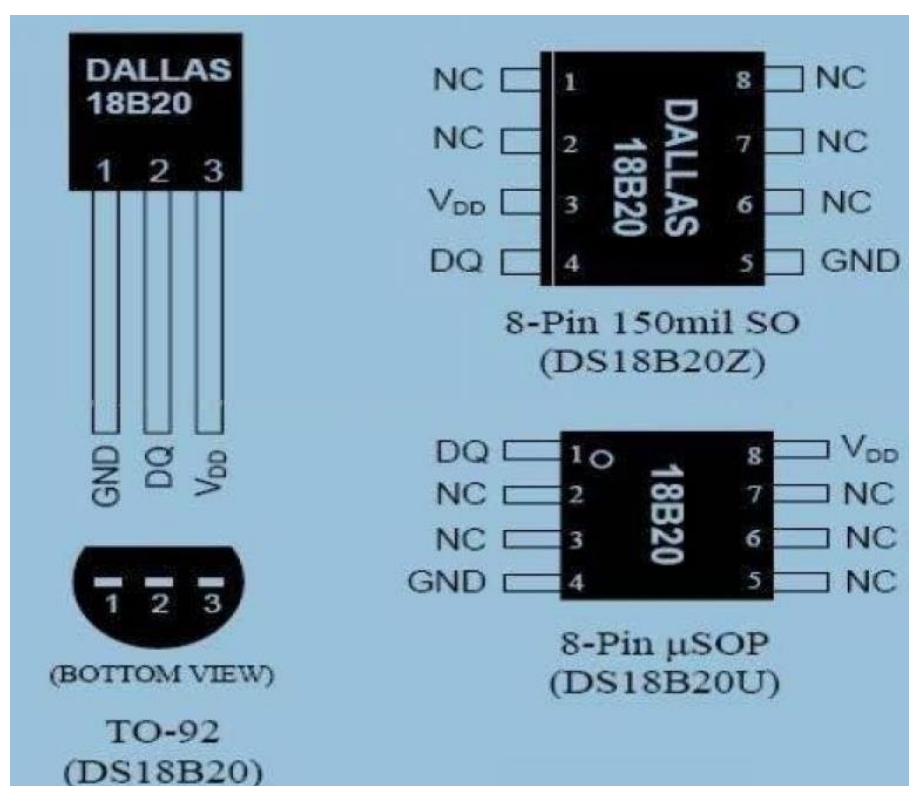 DALLAS
18B20
1 2 3
GND DQ VDD
1 2 3
(BOTTOM VIEW)
TO-92
(DS18B20)
NC 1 8 NC
NC 2 7 NC
VDD 3 6 NC
DQ 4 5 GND
DALLAS
18B20
8-Pin 150mil SO
(DS18B20Z)
DQ 1 8 VDD
NC 2 7 NC
NC 3 6 NC
GND 4 5 NC
18B20
8-Pin µSOP
(DS18B20U)